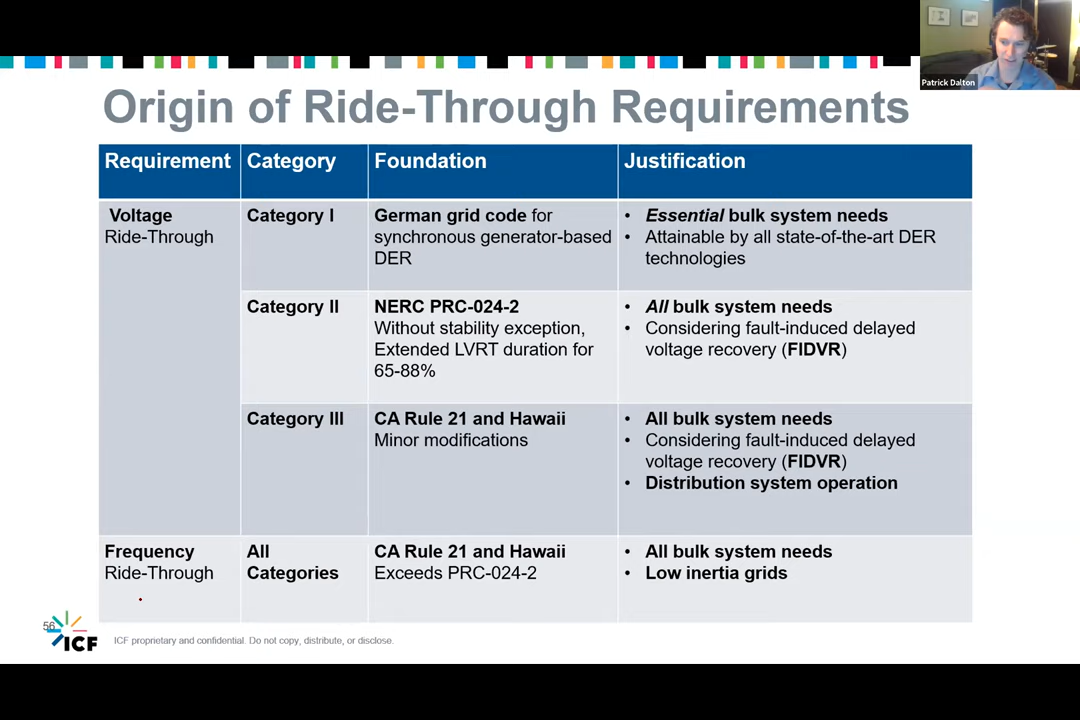 Patrick Dalton
Origin of Ride-Through Requirements
Requirement Category Foundation Justification
Voltage
Ride-Through
Category I
German grid code for
synchronous generator-based
DER
• Essential bulk system needs
• Attainable by all state-of-the-art DER
technologies
Category II
NERC PRC-024-2
Without stability exception,
Extended LVRT duration for
65-88%
• All bulk system needs
• Considering fault-induced delayed
voltage recovery (FIDVR)
Category III
CA Rule 21 and Hawaii
Minor modifications
• All bulk system needs
• Considering fault-induced delayed
voltage recovery (FIDVR)
• Distribution system operation
Frequency
Ride-Through
All
Categories
CA Rule 21 and Hawaii
Exceeds PRC-024-2
• All bulk system needs
• Low inertia grids
56
ICF
ICF proprietary and confidential. Do not copy, distribute, or disclose.